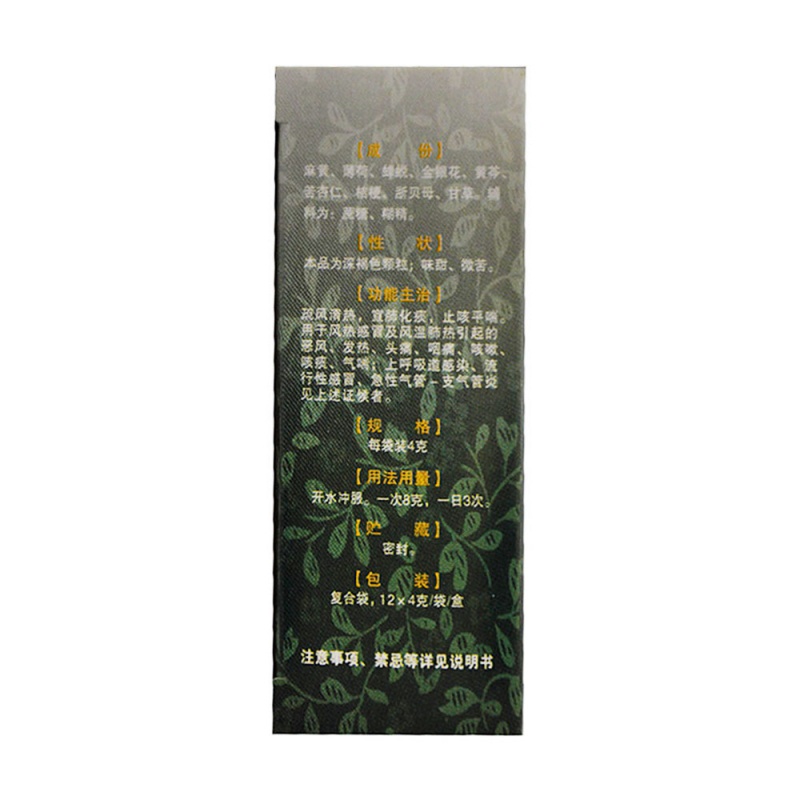 【成 份】
麻黄、薄荷、蝉蜕、金银花、黄芩、
苦杏仁、桔梗、浙贝母、甘草。辅
料为：蔗糖、糊精。
【性 状】
本品为深褐色颗粒；味甜、微苦。
【功能主治】
疏风清热，宣肺化痰，止咳平喘。
用于风热感冒及风温肺热引起的
恶风、发热、头痛、咽痛、咳嗽、
咳痰、气喘；上呼吸道感染、流
行性感冒、急性气管－支气管炎
见上述证候者。
【规 格】
每袋装4克
【用法用量】
开水冲服。一次8克，一日3次。
【贮 藏】
密封。
【包 装】
复合袋，12×4克/袋/盒
注意事项、禁忌等详见说明书